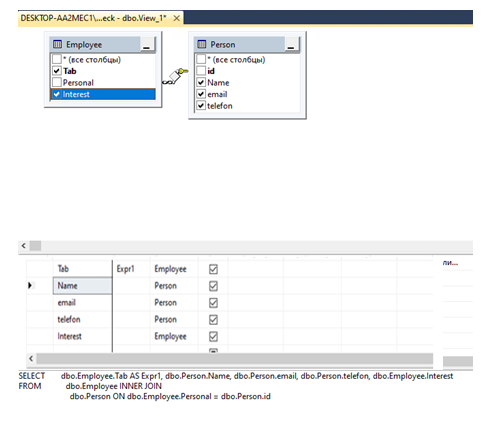 DESKTOP-AA2MEC1\...eck - dbo.View_1*
Employee
* (все столбцы)
Tab
Personal
Interest
Person
* (все столбцы)
id
Name
email
telefon
ли...
Tab Expr1 Employee
Name Person
email Person
telefon Person
Interest Employee
SELECT dbo.Employee.Tab AS Expr1, dbo.Person.Name, dbo.Person.email, dbo.Person.telefon, dbo.Employee.Interest
FROM dbo.Employee INNER JOIN
dbo.Person ON dbo.Employee.Personal = dbo.Person.id